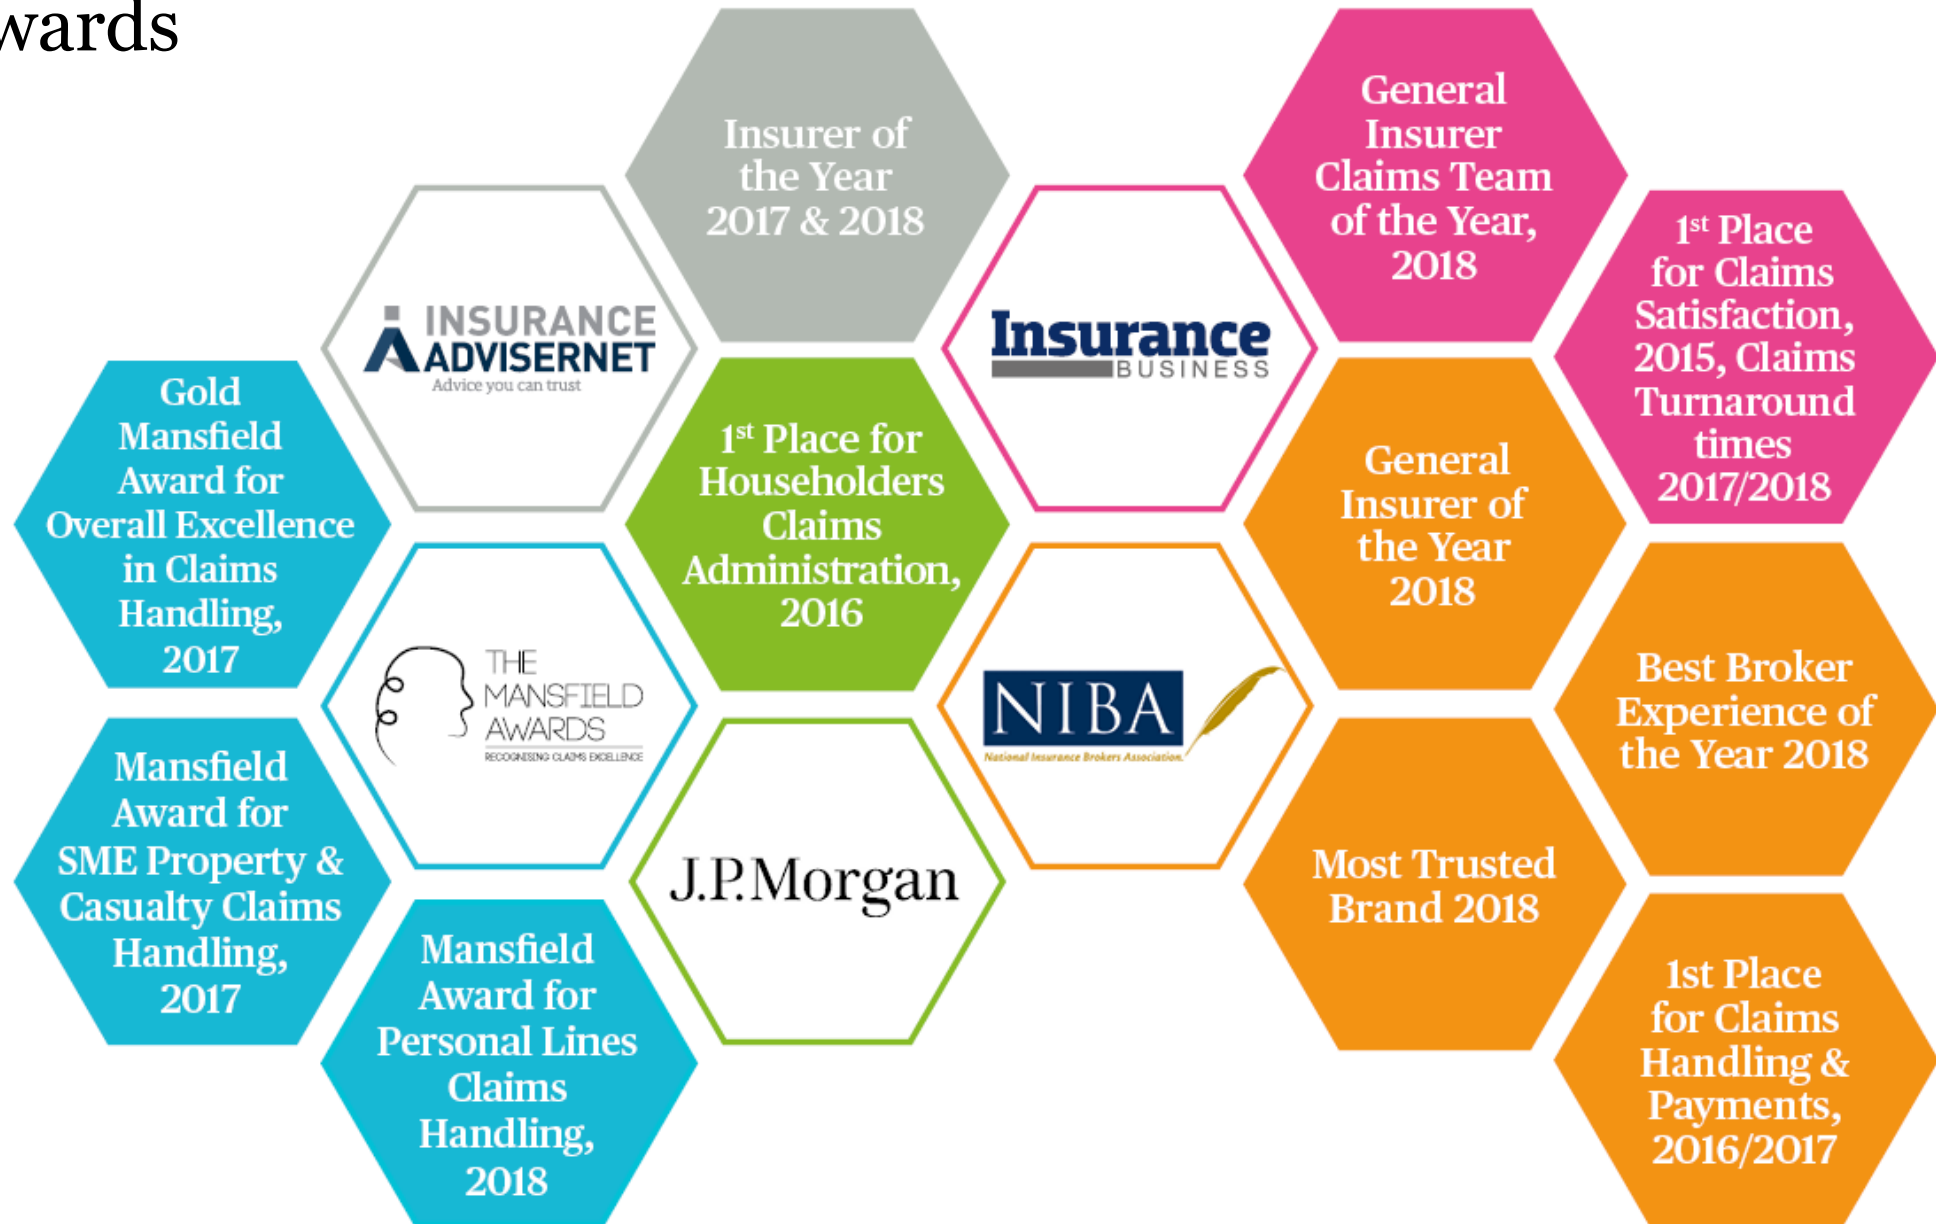 wards
Insurer of
the Year
2017 & 2018
General
Insurer
Claims Team
of the Year,
2018
1st Place
for Claims
Satisfaction,
2015, Claims
Turnaround
times
2017/2018
INSURANCE
ADVISERNET
Advice you can trust
Insurance
BUSINESS
Gold
Mansfield
Award for
Overall Excellence
in Claims
Handling,
2017
1st Place for
Householders
Claims
Administration,
2016
General
Insurer of
the Year
2018
THE
MANSFIELD
AWARDS
RECOGNISING CLAIMS EXCELLENCE
NIBA
National Insurance Brokers Association.
Best Broker
Experience of
the Year 2018
Mansfield
Award for
SME Property &
Casualty Claims
Handling,
2017
J.P.Morgan
Most Trusted
Brand 2018
Mansfield
Award for
Personal Lines
Claims
Handling,
2018
1st Place
for Claims
Handling &
Payments,
2016/2017